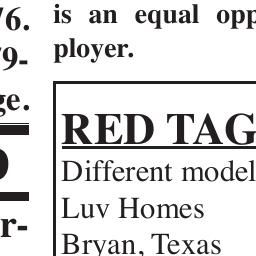 76.
79-
ge.
r-
is an equal opp
ployer.
RED TAG
Different model
Luv Homes
Bryan, Texas